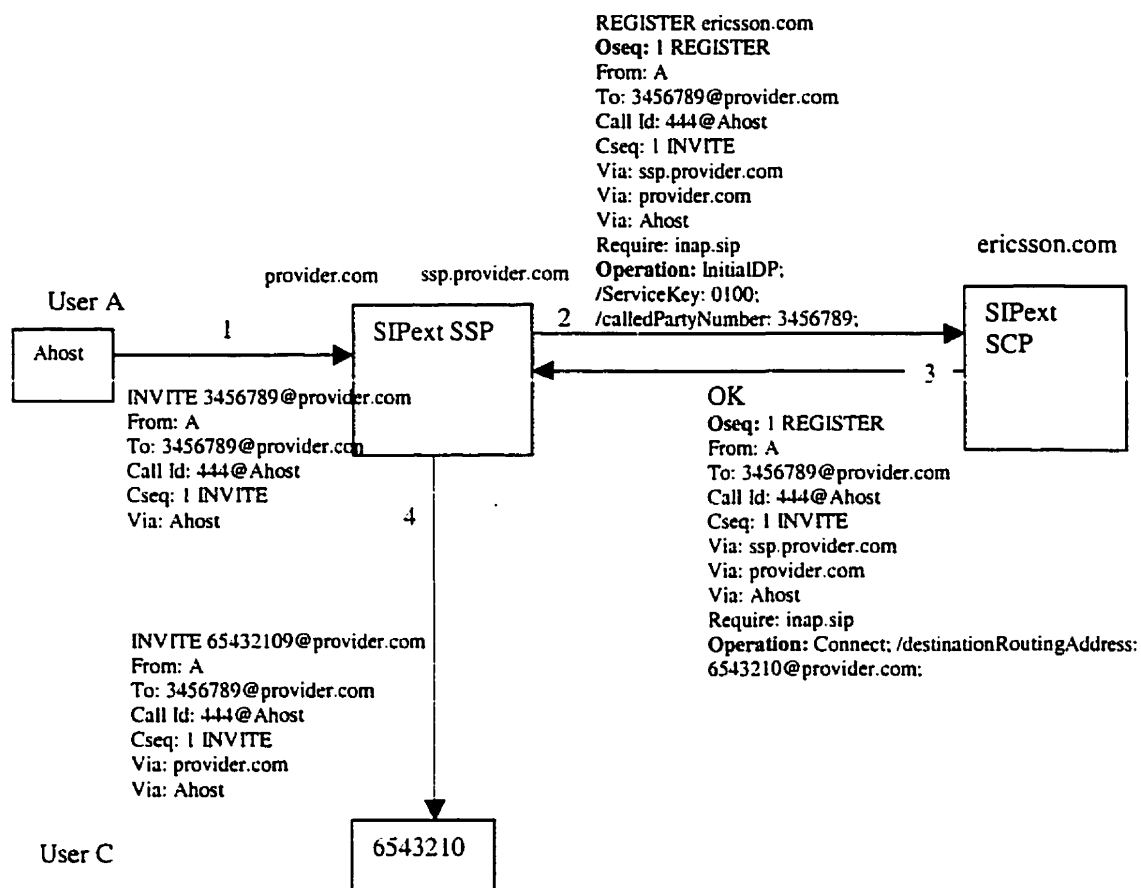 REGISTER ericsson.com
Oseq: 1 REGISTER
From: A
To: 3456789@provider.com
Call Id: 444@Ahost
Cseq: 1 INVITE
Via: ssp.provider.com
Via: provider.com
Via: Ahost
Require: inap.sip
Operation: InitialDP;
/ServiceKey: 0100;
/calledPartyNumber: 3456789;
ericsson.com
provider.com
ssp.provider.com
User A
Ahost
1
SIPext SSP
2
SIPext
SCP
3
INVITE 3456789@provider.com
From: A
To: 3456789@provider.com
Call Id: 444@Ahost
Cseq: 1 INVITE
Via: Ahost
OK
Oseq: 1 REGISTER
From: A
To: 3456789@provider.com
Call Id: 444@Ahost
Cseq: 1 INVITE
Via: ssp.provider.com
Via: provider.com
Via: Ahost
Require: inap.sip
Operation: Connect; /destinationRoutingAddress:
6543210@provider.com;
4
INVITE 65432109@provider.com
From: A
To: 3456789@provider.com
Call Id: 444@Ahost
Cseq: 1 INVITE
Via: provider.com
Via: Ahost
User C
6543210